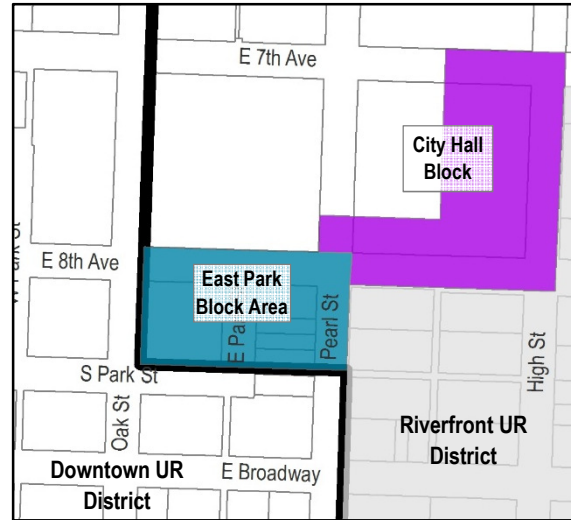 E 7th Ave
City Hall
Block
E 8th Ave
East Park
Block Area
Pearl St
High St
S Park St
Oak St
Riverfront UR
District
E Broadway
Downtown UR
District